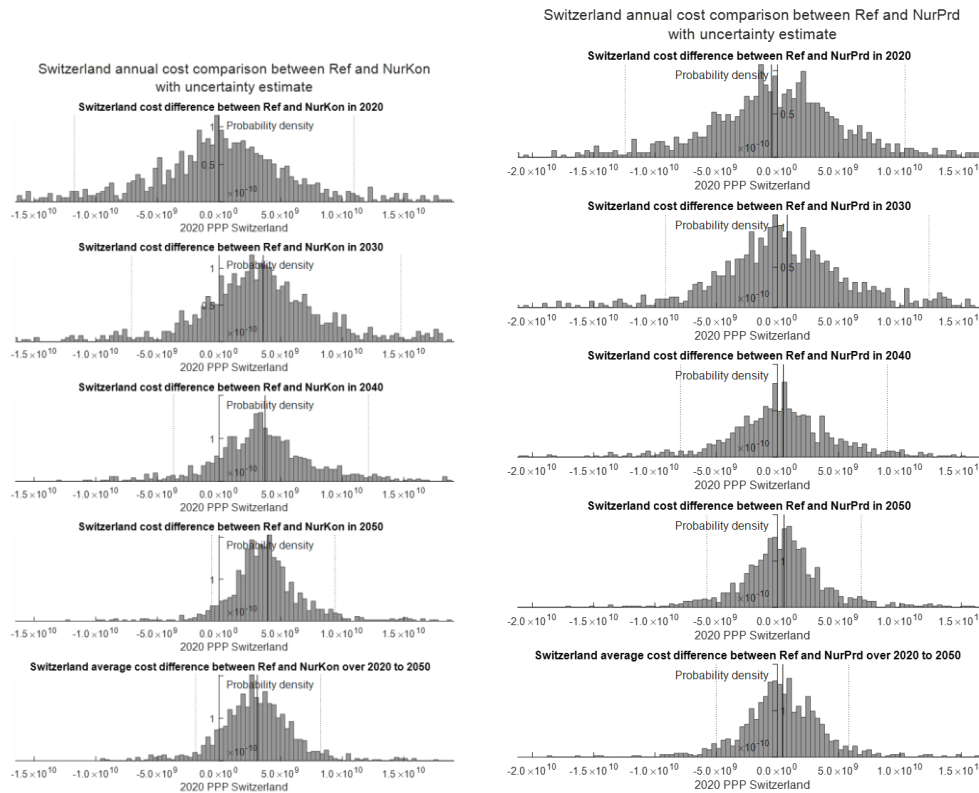 Switzerland annual cost comparison between Ref and NurKon
with uncertainty estimate
Switzerland cost difference between Ref and NurKon in 2020
Probability density
1
0.5
×10⁻¹⁰
-1.5×10¹⁰ -1.0×10¹⁰ -5.0×10⁹ 0.0×10⁰ 5.0×10⁹ 1.0×10¹⁰ 1.5×10¹⁰
2020 PPP Switzerland
Switzerland cost difference between Ref and NurKon in 2030
Probability density
1
0.5
×10⁻¹⁰
-1.5×10¹⁰ -1.0×10¹⁰ -5.0×10⁹ 0.0×10⁰ 5.0×10⁹ 1.0×10¹⁰ 1.5×10¹⁰
2020 PPP Switzerland
Switzerland cost difference between Ref and NurKon in 2040
Probability density
1
×10⁻¹⁰
-1.5×10¹⁰ -1.0×10¹⁰ -5.0×10⁹ 0.0×10⁰ 5.0×10⁹ 1.0×10¹⁰ 1.5×10¹⁰
2020 PPP Switzerland
Switzerland cost difference between Ref and NurKon in 2050
Probability density
1
×10⁻¹⁰
-1.5×10¹⁰ -1.0×10¹⁰ -5.0×10⁹ 0.0×10⁰ 5.0×10⁹ 1.0×10¹⁰ 1.5×10¹⁰
2020 PPP Switzerland
Switzerland average cost difference between Ref and NurKon over 2020 to 2050
Probability density
1
×10⁻¹⁰
-1.5×10¹⁰ -1.0×10¹⁰ -5.0×10⁹ 0.0×10⁰ 5.0×10⁹ 1.0×10¹⁰ 1.5×10¹⁰
2020 PPP Switzerland
Switzerland annual cost comparison between Ref and NurPrd
with uncertainty estimate
Switzerland cost difference between Ref and NurPrd in 2020
Probability density
0.5
×10⁻¹⁰
-2.0×10¹⁰ -1.5×10¹⁰ -1.0×10¹⁰ -5.0×10⁹ 0.0×10⁰ 5.0×10⁹ 1.0×10¹⁰
2020 PPP Switzerland
Switzerland cost difference between Ref and NurPrd in 2030
Probability density
0.5
×10⁻¹⁰
-2.0×10¹⁰ -1.5×10¹⁰ -1.0×10¹⁰ -5.0×10⁹ 0.0×10⁰ 5.0×10⁹ 1.0×10¹⁰
2020 PPP Switzerland
Switzerland cost difference between Ref and NurPrd in 2040
Probability density
×10⁻¹⁰
-2.0×10¹⁰ -1.5×10¹⁰ -1.0×10¹⁰ -5.0×10⁹ 0.0×10⁰ 5.0×10⁹ 1.0×10¹⁰
2020 PPP Switzerland
Switzerland cost difference between Ref and NurPrd in 2050
Probability density
1
×10⁻¹⁰
-2.0×10¹⁰ -1.5×10¹⁰ -1.0×10¹⁰ -5.0×10⁹ 0.0×10⁰ 5.0×10⁹ 1.0×10¹⁰
2020 PPP Switzerland
Switzerland average cost difference between Ref and NurPrd over 2020 to 2050
Probability density
1
×10⁻¹⁰
-2.0×10¹⁰ -1.5×10¹⁰ -1.0×10¹⁰ -5.0×10⁹ 0.0×10⁰ 5.0×10⁹ 1.0×10¹⁰
2020 PPP Switzerland